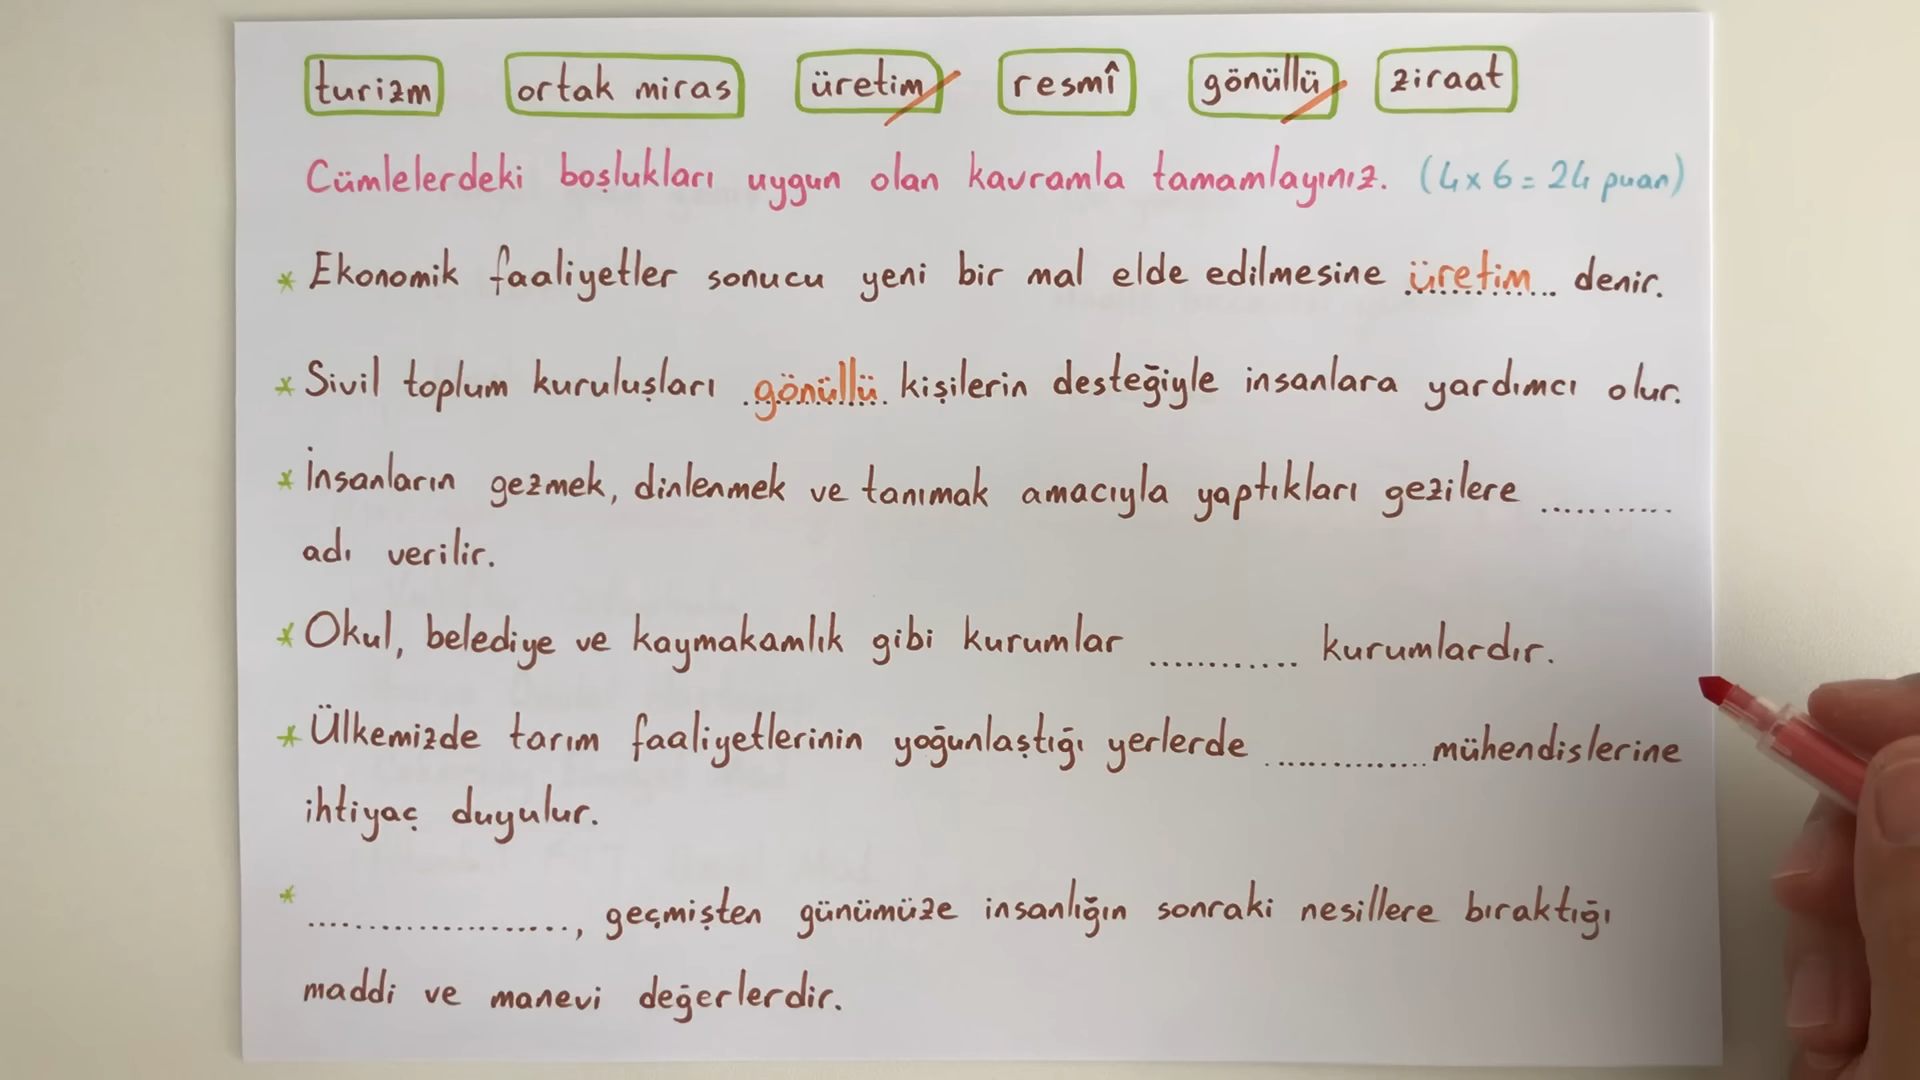 turizm ortak miras üretim resmî gönüllü ziraat
Cümlelerdeki boşlukları uygun olan kavramla tamamlayınız. (4x6=24 puan)
* Ekonomik faaliyetler sonucu yeni bir mal elde edilmesine üretim... denir.
* Sivil toplum kuruluşları .gönüllü. kişilerin desteğiyle insanlara yardımcı olur.
* İnsanların gezmek, dinlenmek ve tanımak amacıyla yaptıkları gezilere ...........
adı verilir.
* Okul, belediye ve kaymakamlık gibi kurumlar ............ kurumlardır.
* Ülkemizde tarım faaliyetlerinin yoğunlaştığı yerlerde ............. mühendislerine
ihtiyaç duyulur.
* ....................., geçmişten günümüze insanlığın sonraki nesillere bıraktığı
maddi ve manevi değerlerdir.